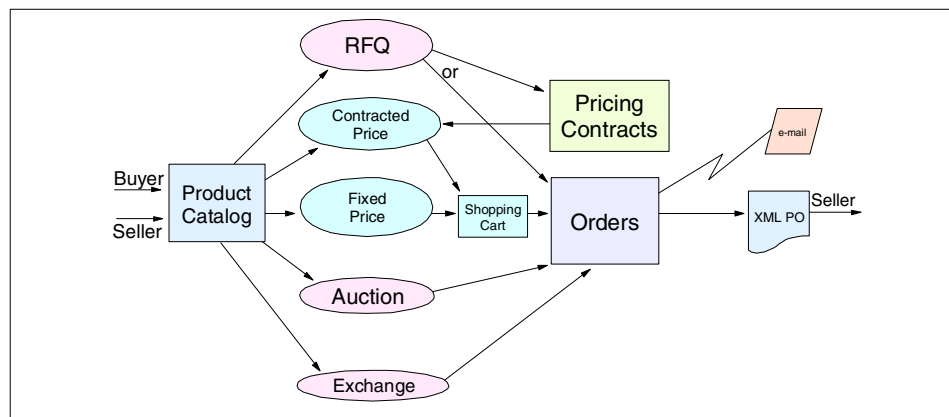 RFQ
or
Pricing
Contracts
Contracted
Price
e-mail
Buyer
Seller
Product
Catalog
Fixed
Price
Shopping
Cart
Orders
XML PO
Seller
Auction
Exchange